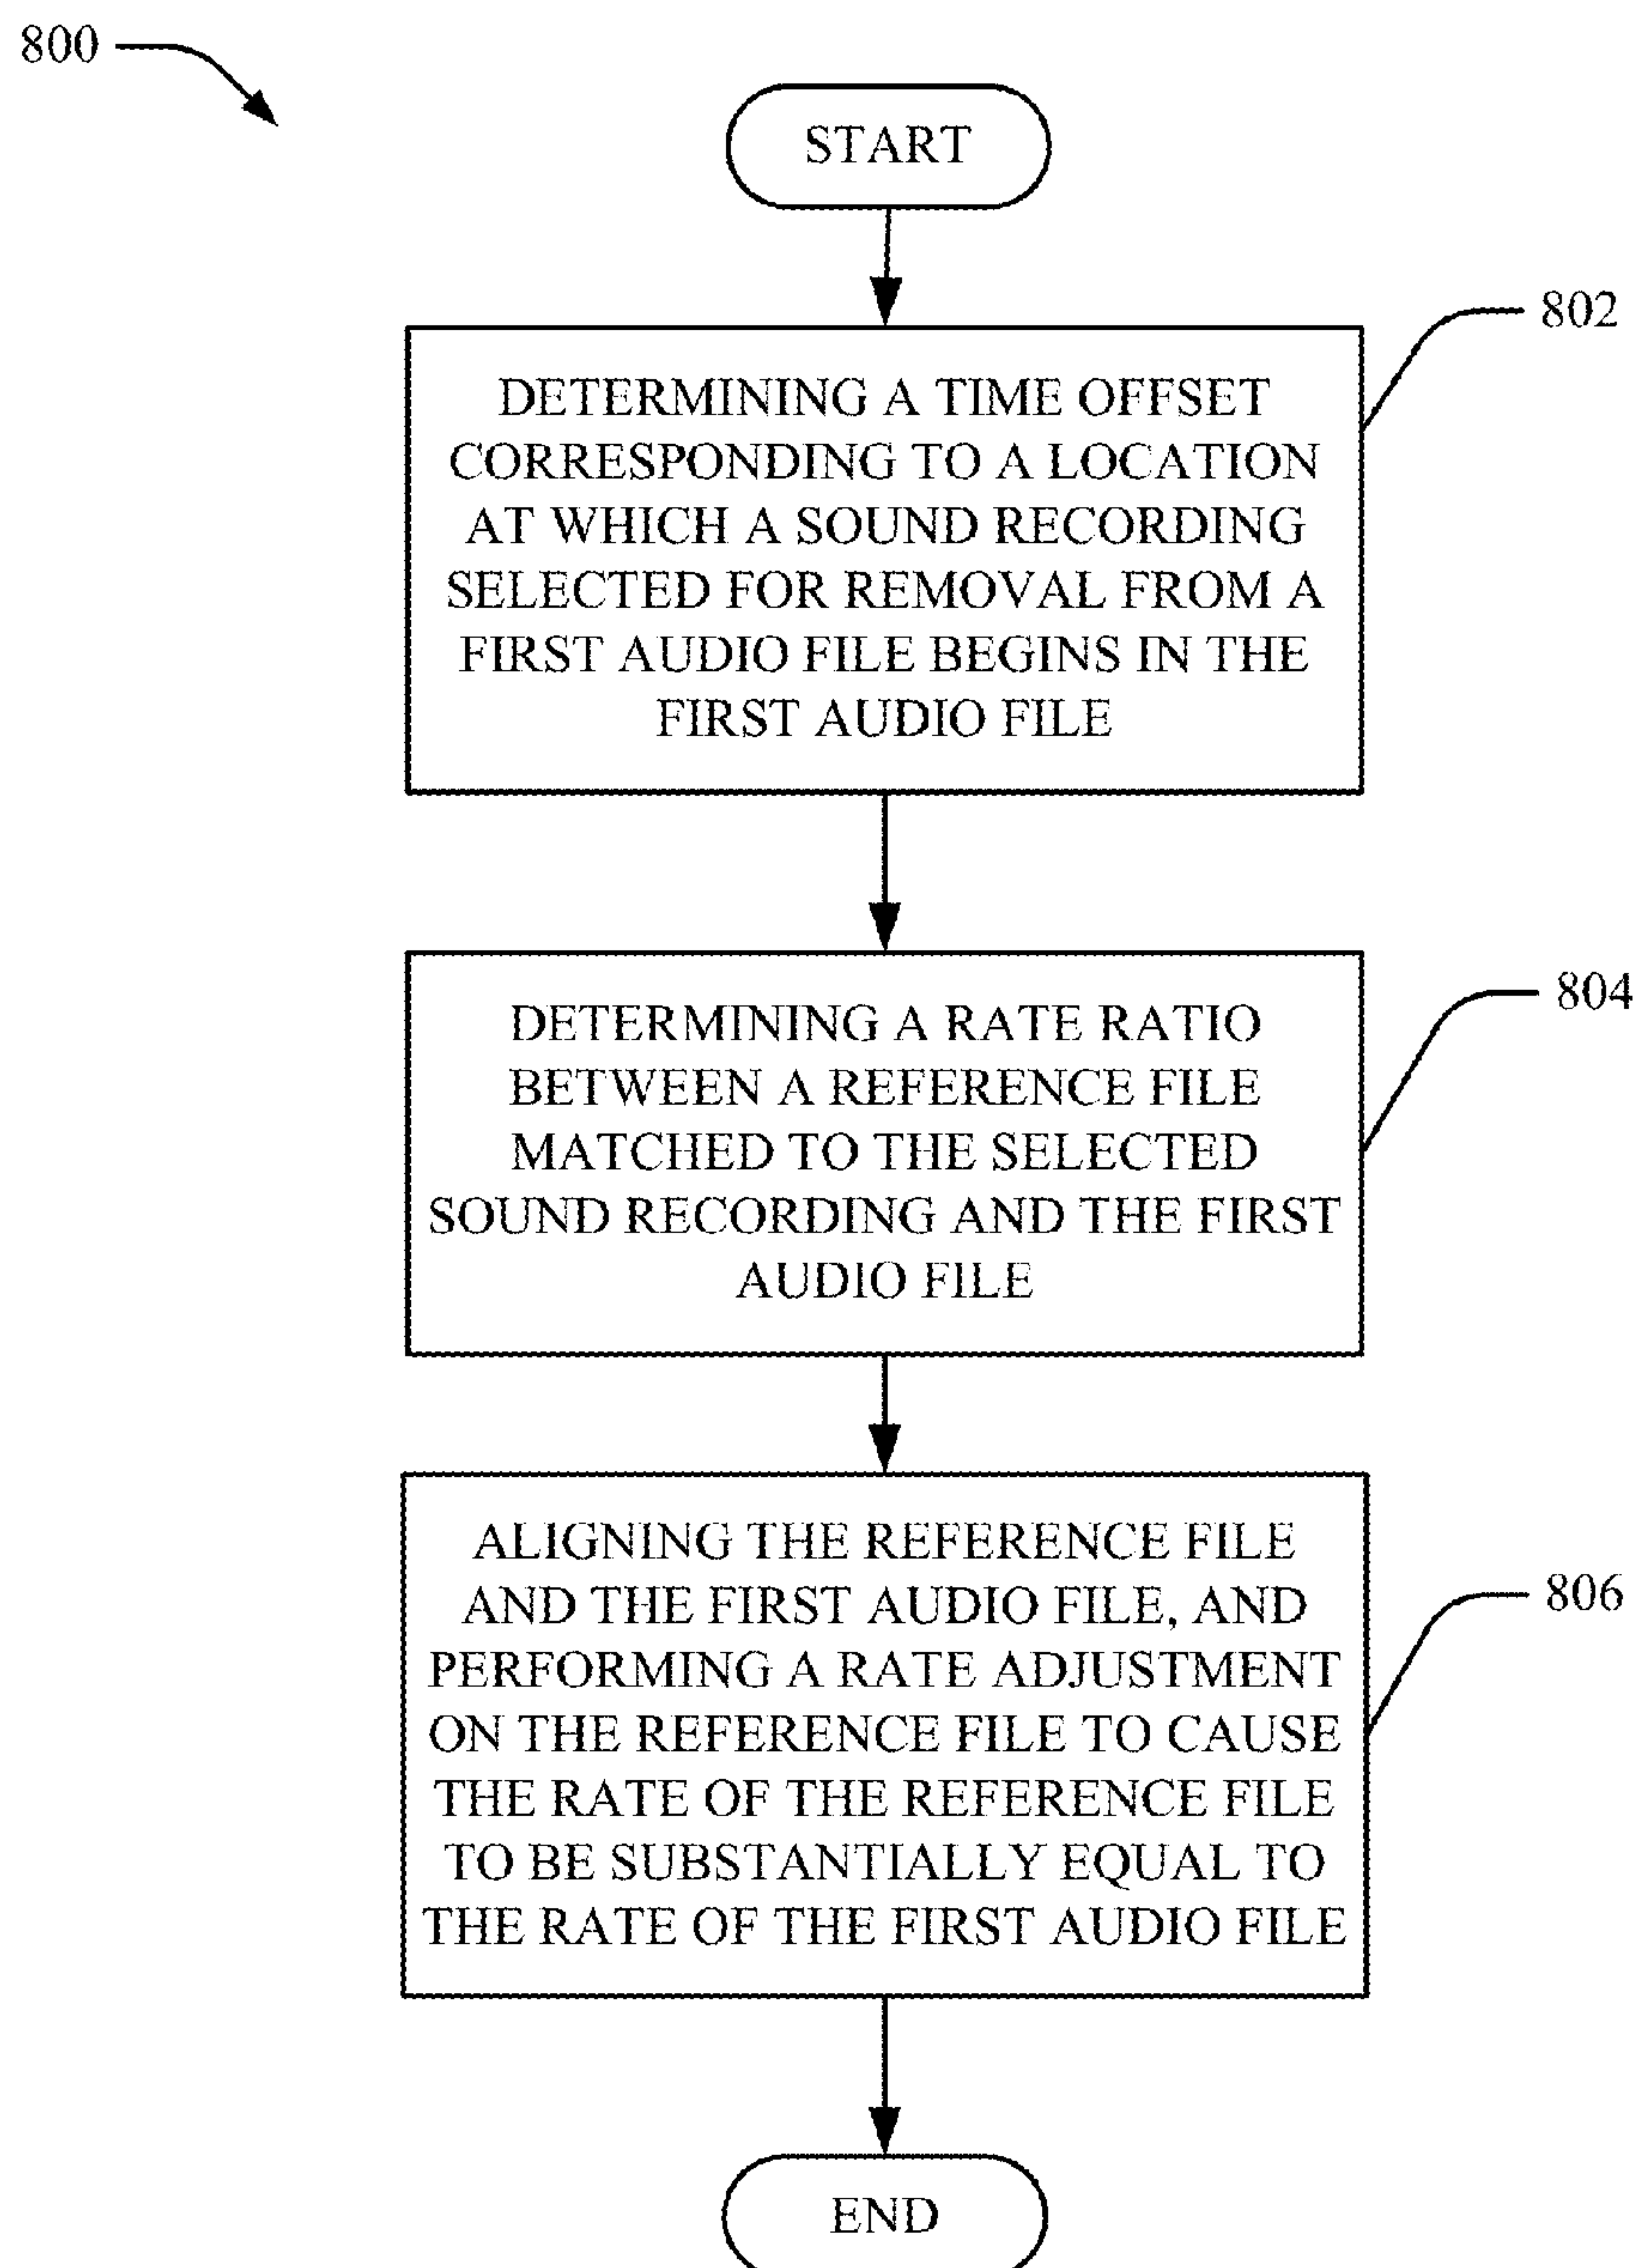 800
START
802
DETERMINING A TIME OFFSET
CORRESPONDING TO A LOCATION
AT WHICH A SOUND RECORDING
SELECTED FOR REMOVAL FROM A
FIRST AUDIO FILE BEGINS IN THE
FIRST AUDIO FILE
804
DETERMINING A RATE RATIO
BETWEEN A REFERENCE FILE
MATCHED TO THE SELECTED
SOUND RECORDING AND THE FIRST
AUDIO FILE
806
ALIGNING THE REFERENCE FILE
AND THE FIRST AUDIO FILE, AND
PERFORMING A RATE ADJUSTMENT
ON THE REFERENCE FILE TO CAUSE
THE RATE OF THE REFERENCE FILE
TO BE SUBSTANTIALLY EQUAL TO
THE RATE OF THE FIRST AUDIO FILE
END